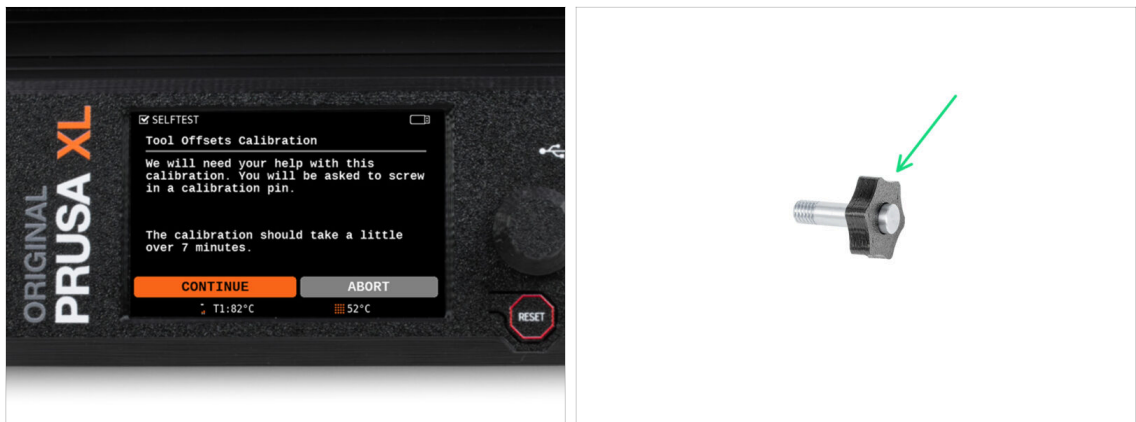 ORIGINAL
PRUSA XL
SELFTEST
Tool Offsets Calibration
We will need your help with this
calibration. You will be asked to screw
in a calibration pin.
The calibration should take a little
over 7 minutes.
CONTINUE
ABORT
T1:82°C
52°C
RESET